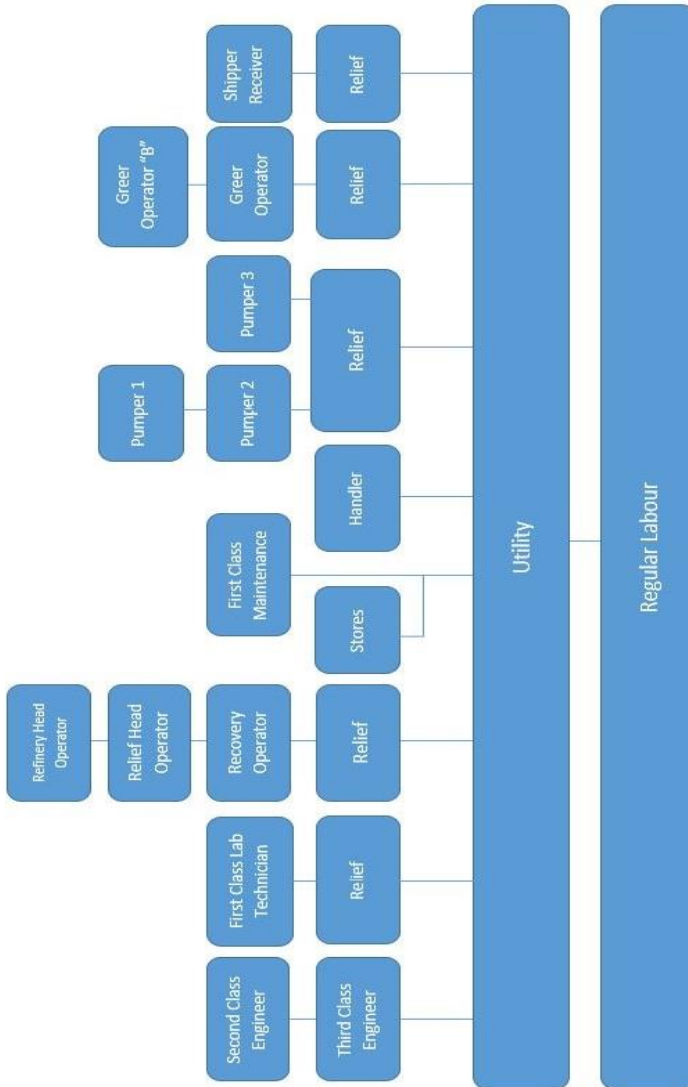 Refinery Head
Operator
Relief Head
Operator
Pumper 1
Greer
Operator "B"
Second Class
Engineer
First Class Lab
Technician
Recovery
Operator
First Class
Maintenance
Pumper 2
Pumper 3
Greer
Operator
Shipper
Receiver
Third Class
Engineer
Relief
Relief
Stores
Handler
Relief
Relief
Relief
Utility
Regular Labour